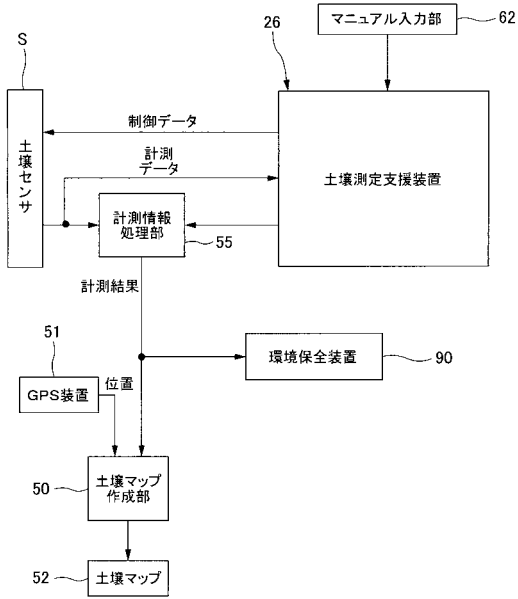 マニュアル入力部
62
S
26
制御データ
土壌センサ
計測
データ
土壌測定支援装置
計測情報
処理部
55
計測結果
51
環境保全装置
90
位置
GPS装置
50
土壌マップ
作成部
52
土壌マップ